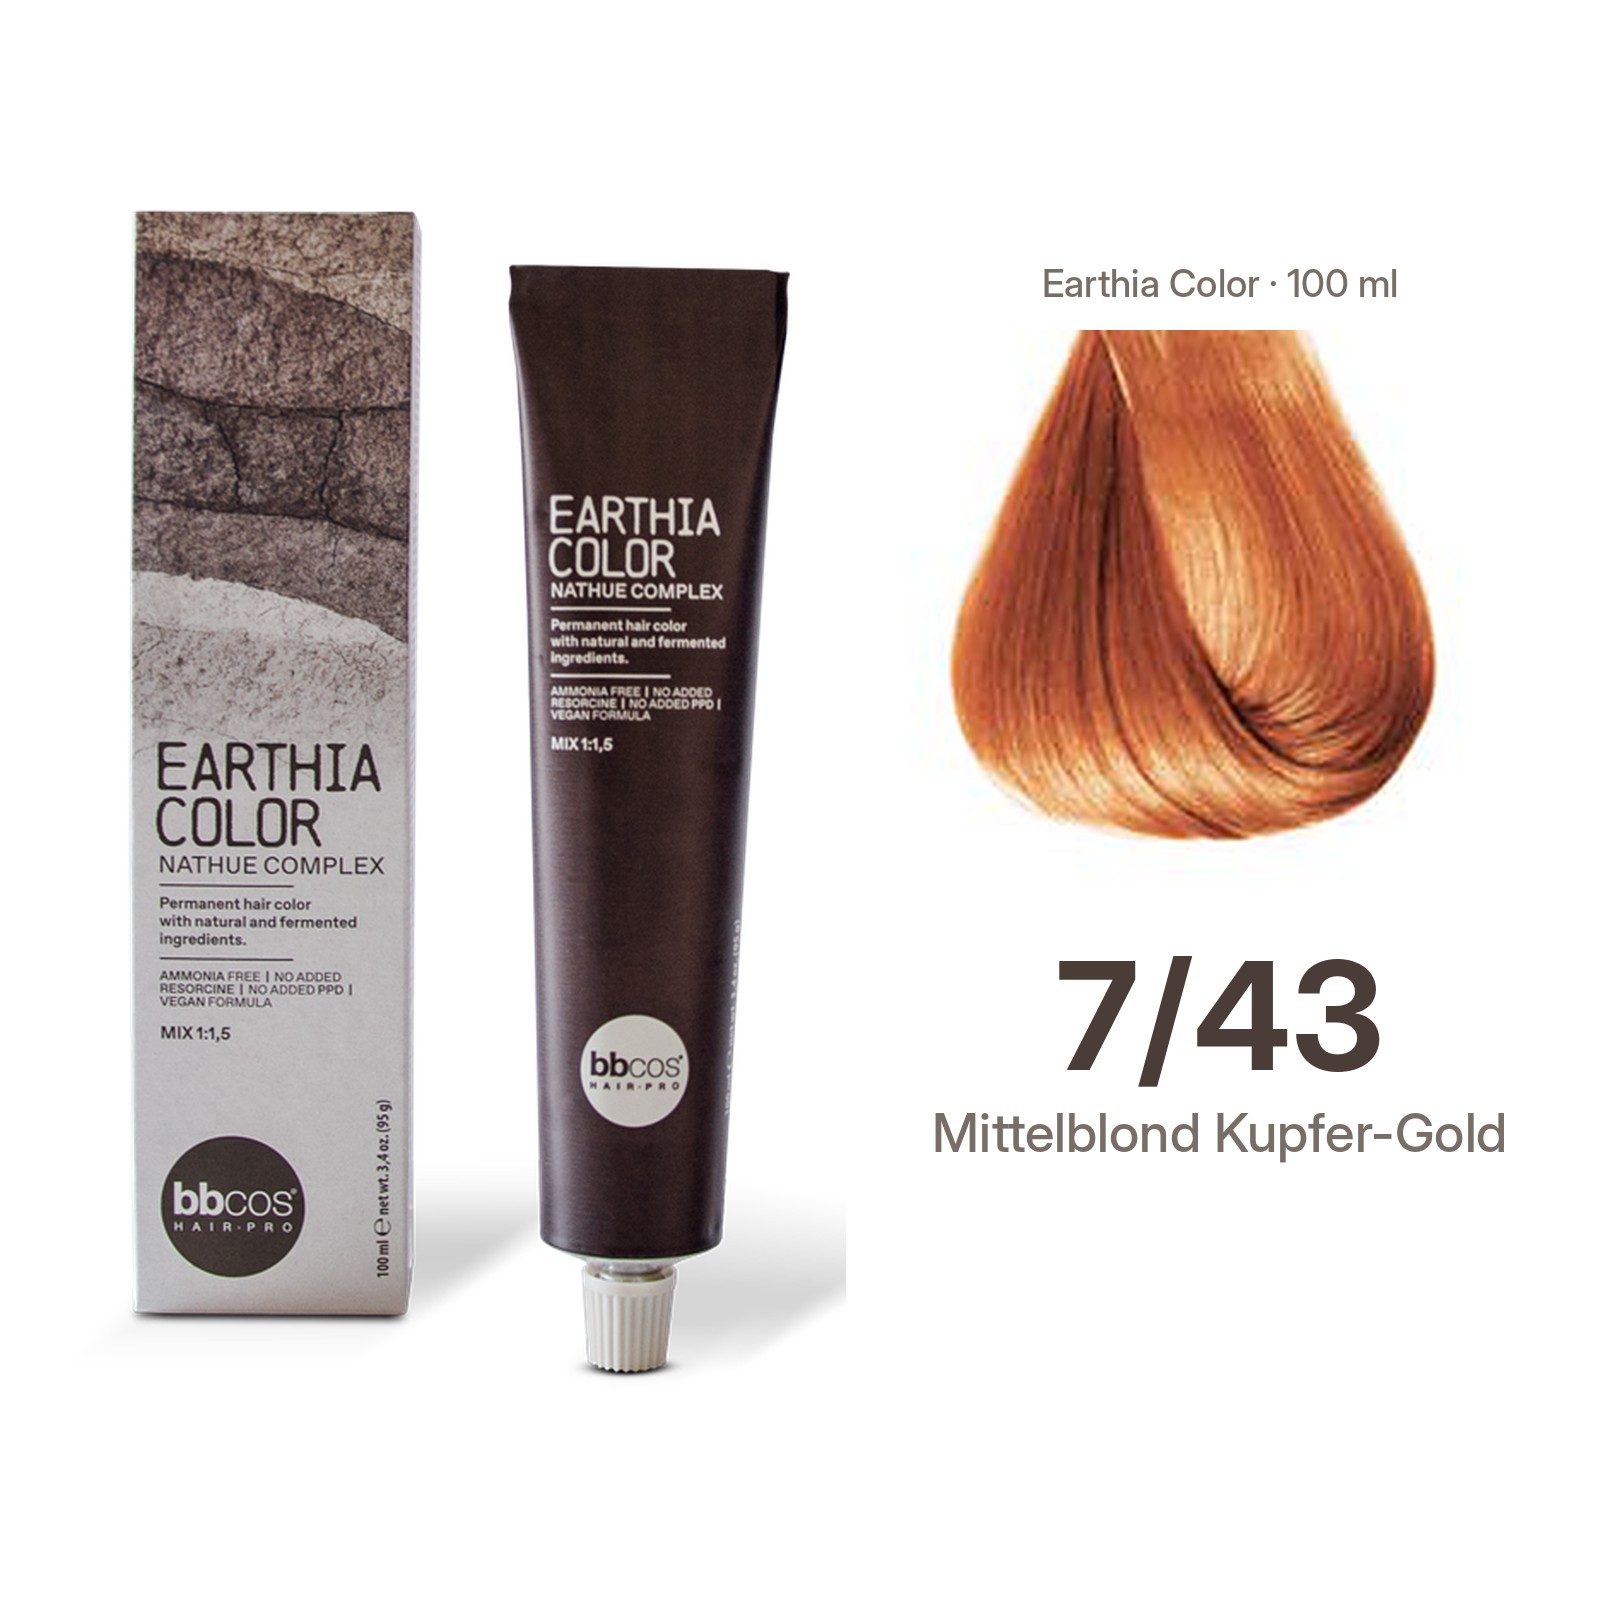 EARTHIA
COLOR
NATHUE COMPLEX
Permanent hair color
with natural and fermented
ingredients.
AMMONIA FREE | NO ADDED
RESORCINE | NO ADDED PPD |
VEGAN FORMULA
MIX 1:1,5
bbcos®
HAIR·PRO
100 ml ℮ net wt. 3,4 oz. (95 g)
EARTHIA
COLOR
NATHUE COMPLEX
Permanent hair color
with natural and fermented
ingredients.
AMMONIA FREE | NO ADDED
RESORCINE | NO ADDED PPD |
VEGAN FORMULA
MIX 1:1,5
bbcos®
HAIR·PRO
Earthia Color · 100 ml
7/43
Mittelblond Kupfer-Gold